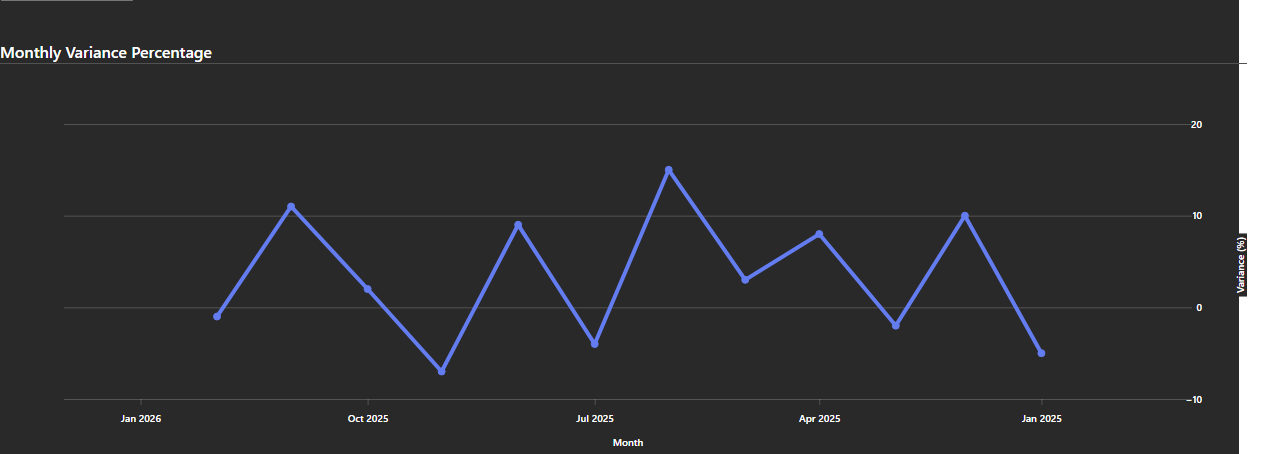 Monthly Variance Percentage
20
10
0
−10
Variance (%)
Jan 2026
Oct 2025
Jul 2025
Apr 2025
Jan 2025
Month